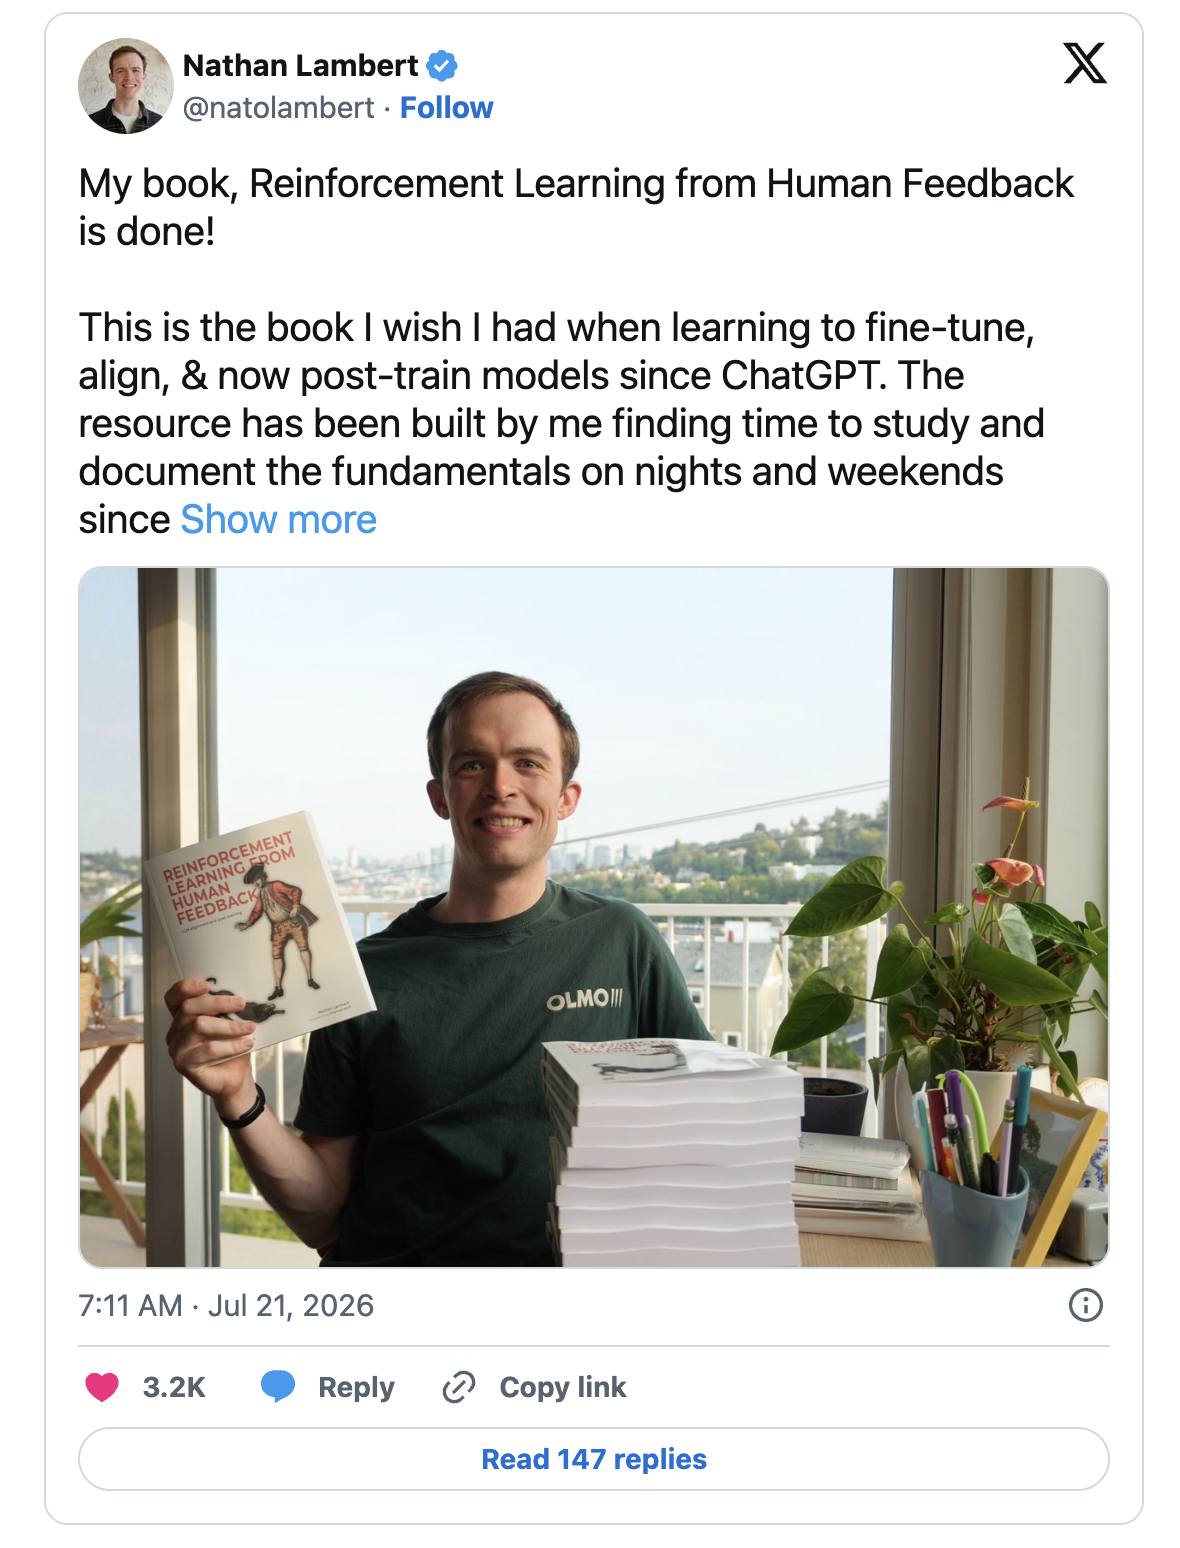 Nathan Lambert
@natolambert · Follow
My book, Reinforcement Learning from Human Feedback
is done!
This is the book I wish I had when learning to fine-tune,
align, & now post-train models since ChatGPT. The
resource has been built by me finding time to study and
document the fundamentals on nights and weekends
since Show more
REINFORCEMENT
LEARNING FROM
HUMAN
FEEDBACK
OLMO
7:11 AM · Jul 21, 2026
3.2K Reply Copy link
Read 147 replies